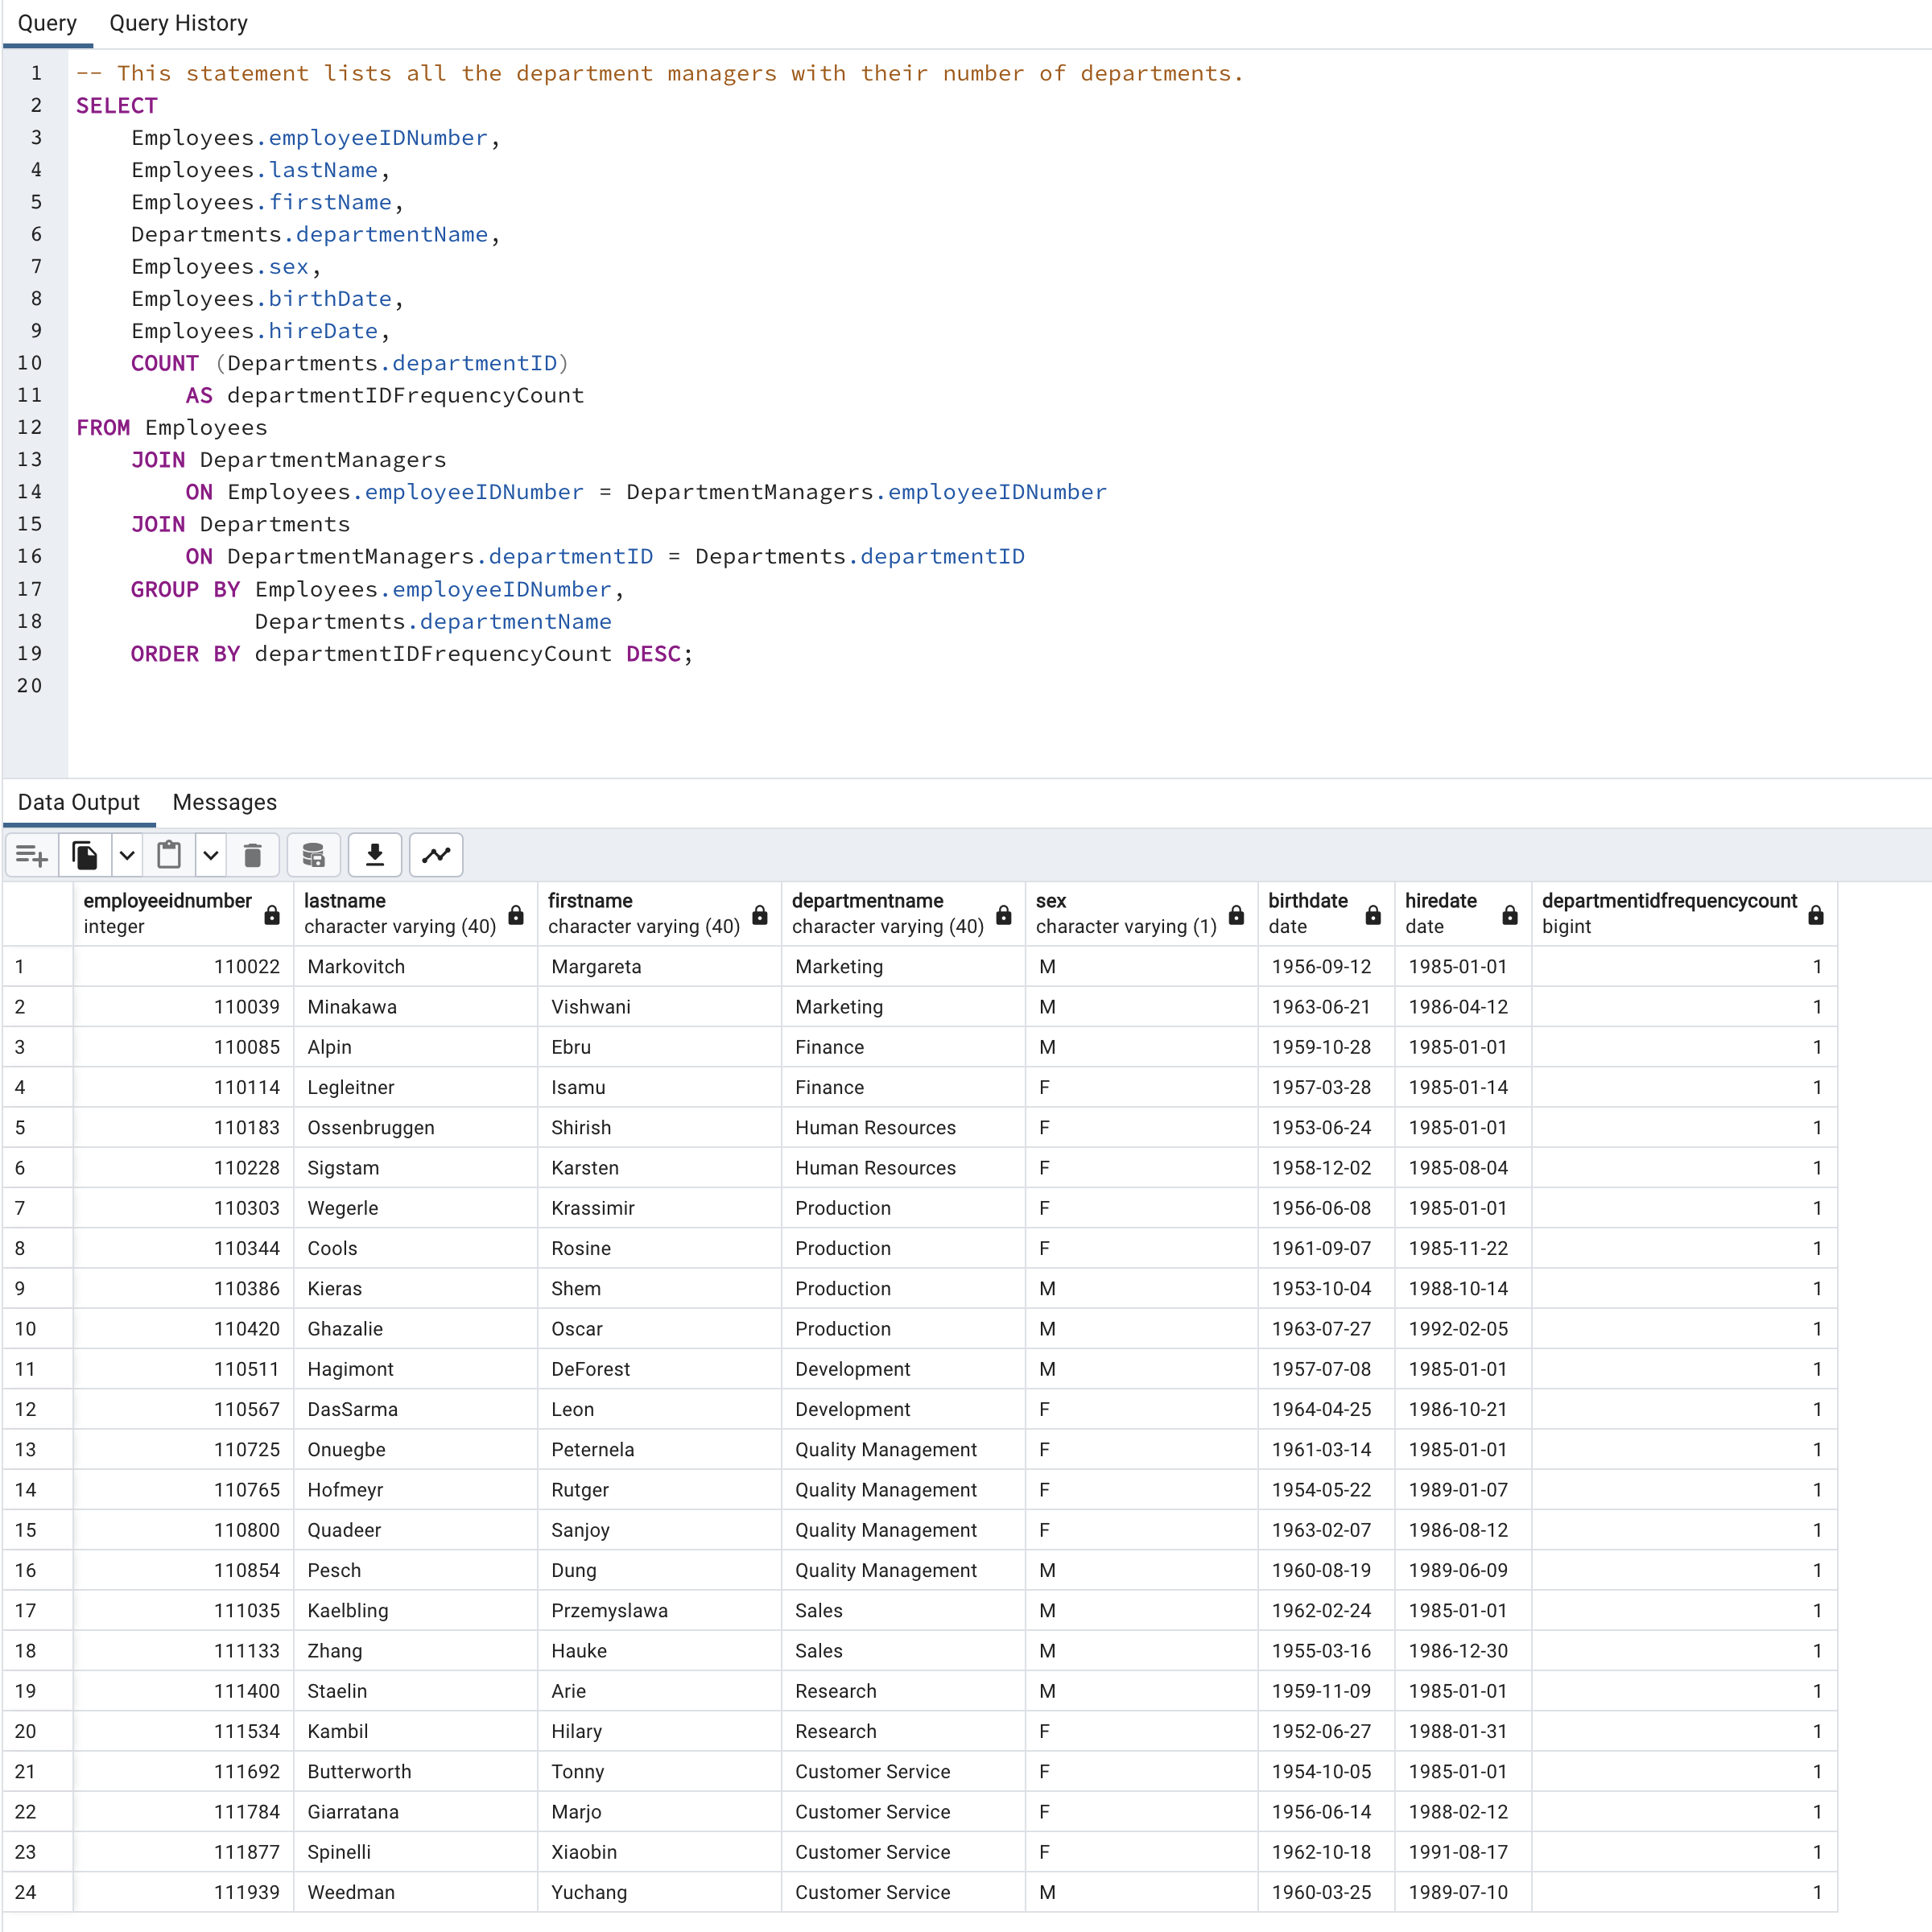 Query Query History
1 -- This statement lists all the department managers with their number of departments.
2 SELECT
3 Employees.employeeIDNumber,
4 Employees.lastName,
5 Employees.firstName,
6 Departments.departmentName,
7 Employees.sex,
8 Employees.birthDate,
9 Employees.hireDate,
10 COUNT (Departments.departmentID)
11 AS departmentIDFrequencyCount
12 FROM Employees
13 JOIN DepartmentManagers
14 ON Employees.employeeIDNumber = DepartmentManagers.employeeIDNumber
15 JOIN Departments
16 ON DepartmentManagers.departmentID = Departments.departmentID
17 GROUP BY Employees.employeeIDNumber,
18 Departments.departmentName
19 ORDER BY departmentIDFrequencyCount DESC;
20
Data Output Messages
employeeidnumber lastname firstname departmentname sex birthdate hiredate departmentidfrequencycount
integer character varying (40) character varying (40) character varying (40) character varying (1) date date bigint
1 110022 Markovitch Margareta Marketing M 1956-09-12 1985-01-01 1
2 110039 Minakawa Vishwani Marketing M 1963-06-21 1986-04-12 1
3 110085 Alpin Ebru Finance M 1959-10-28 1985-01-01 1
4 110114 Legleitner Isamu Finance F 1957-03-28 1985-01-14 1
5 110183 Ossenbruggen Shirish Human Resources F 1953-06-24 1985-01-01 1
6 110228 Sigstam Karsten Human Resources F 1958-12-02 1985-08-04 1
7 110303 Wegerle Krassimir Production F 1956-06-08 1985-01-01 1
8 110344 Cools Rosine Production F 1961-09-07 1985-11-22 1
9 110386 Kieras Shem Production M 1953-10-04 1988-10-14 1
10 110420 Ghazalie Oscar Production M 1963-07-27 1992-02-05 1
11 110511 Hagimont DeForest Development M 1957-07-08 1985-01-01 1
12 110567 DasSarma Leon Development F 1964-04-25 1986-10-21 1
13 110725 Onuegbe Peternela Quality Management F 1961-03-14 1985-01-01 1
14 110765 Hofmeyr Rutger Quality Management F 1954-05-22 1989-01-07 1
15 110800 Quadeer Sanjoy Quality Management F 1963-02-07 1986-08-12 1
16 110854 Pesch Dung Quality Management M 1960-08-19 1989-06-09 1
17 111035 Kaelbling Przemyslawa Sales M 1962-02-24 1985-01-01 1
18 111133 Zhang Hauke Sales M 1955-03-16 1986-12-30 1
19 111400 Staelin Arie Research M 1959-11-09 1985-01-01 1
20 111534 Kambil Hilary Research F 1952-06-27 1988-01-31 1
21 111692 Butterworth Tonny Customer Service F 1954-10-05 1985-01-01 1
22 111784 Giarratana Marjo Customer Service F 1956-06-14 1988-02-12 1
23 111877 Spinelli Xiaobin Customer Service F 1962-10-18 1991-08-17 1
24 111939 Weedman Yuchang Customer Service M 1960-03-25 1989-07-10 1